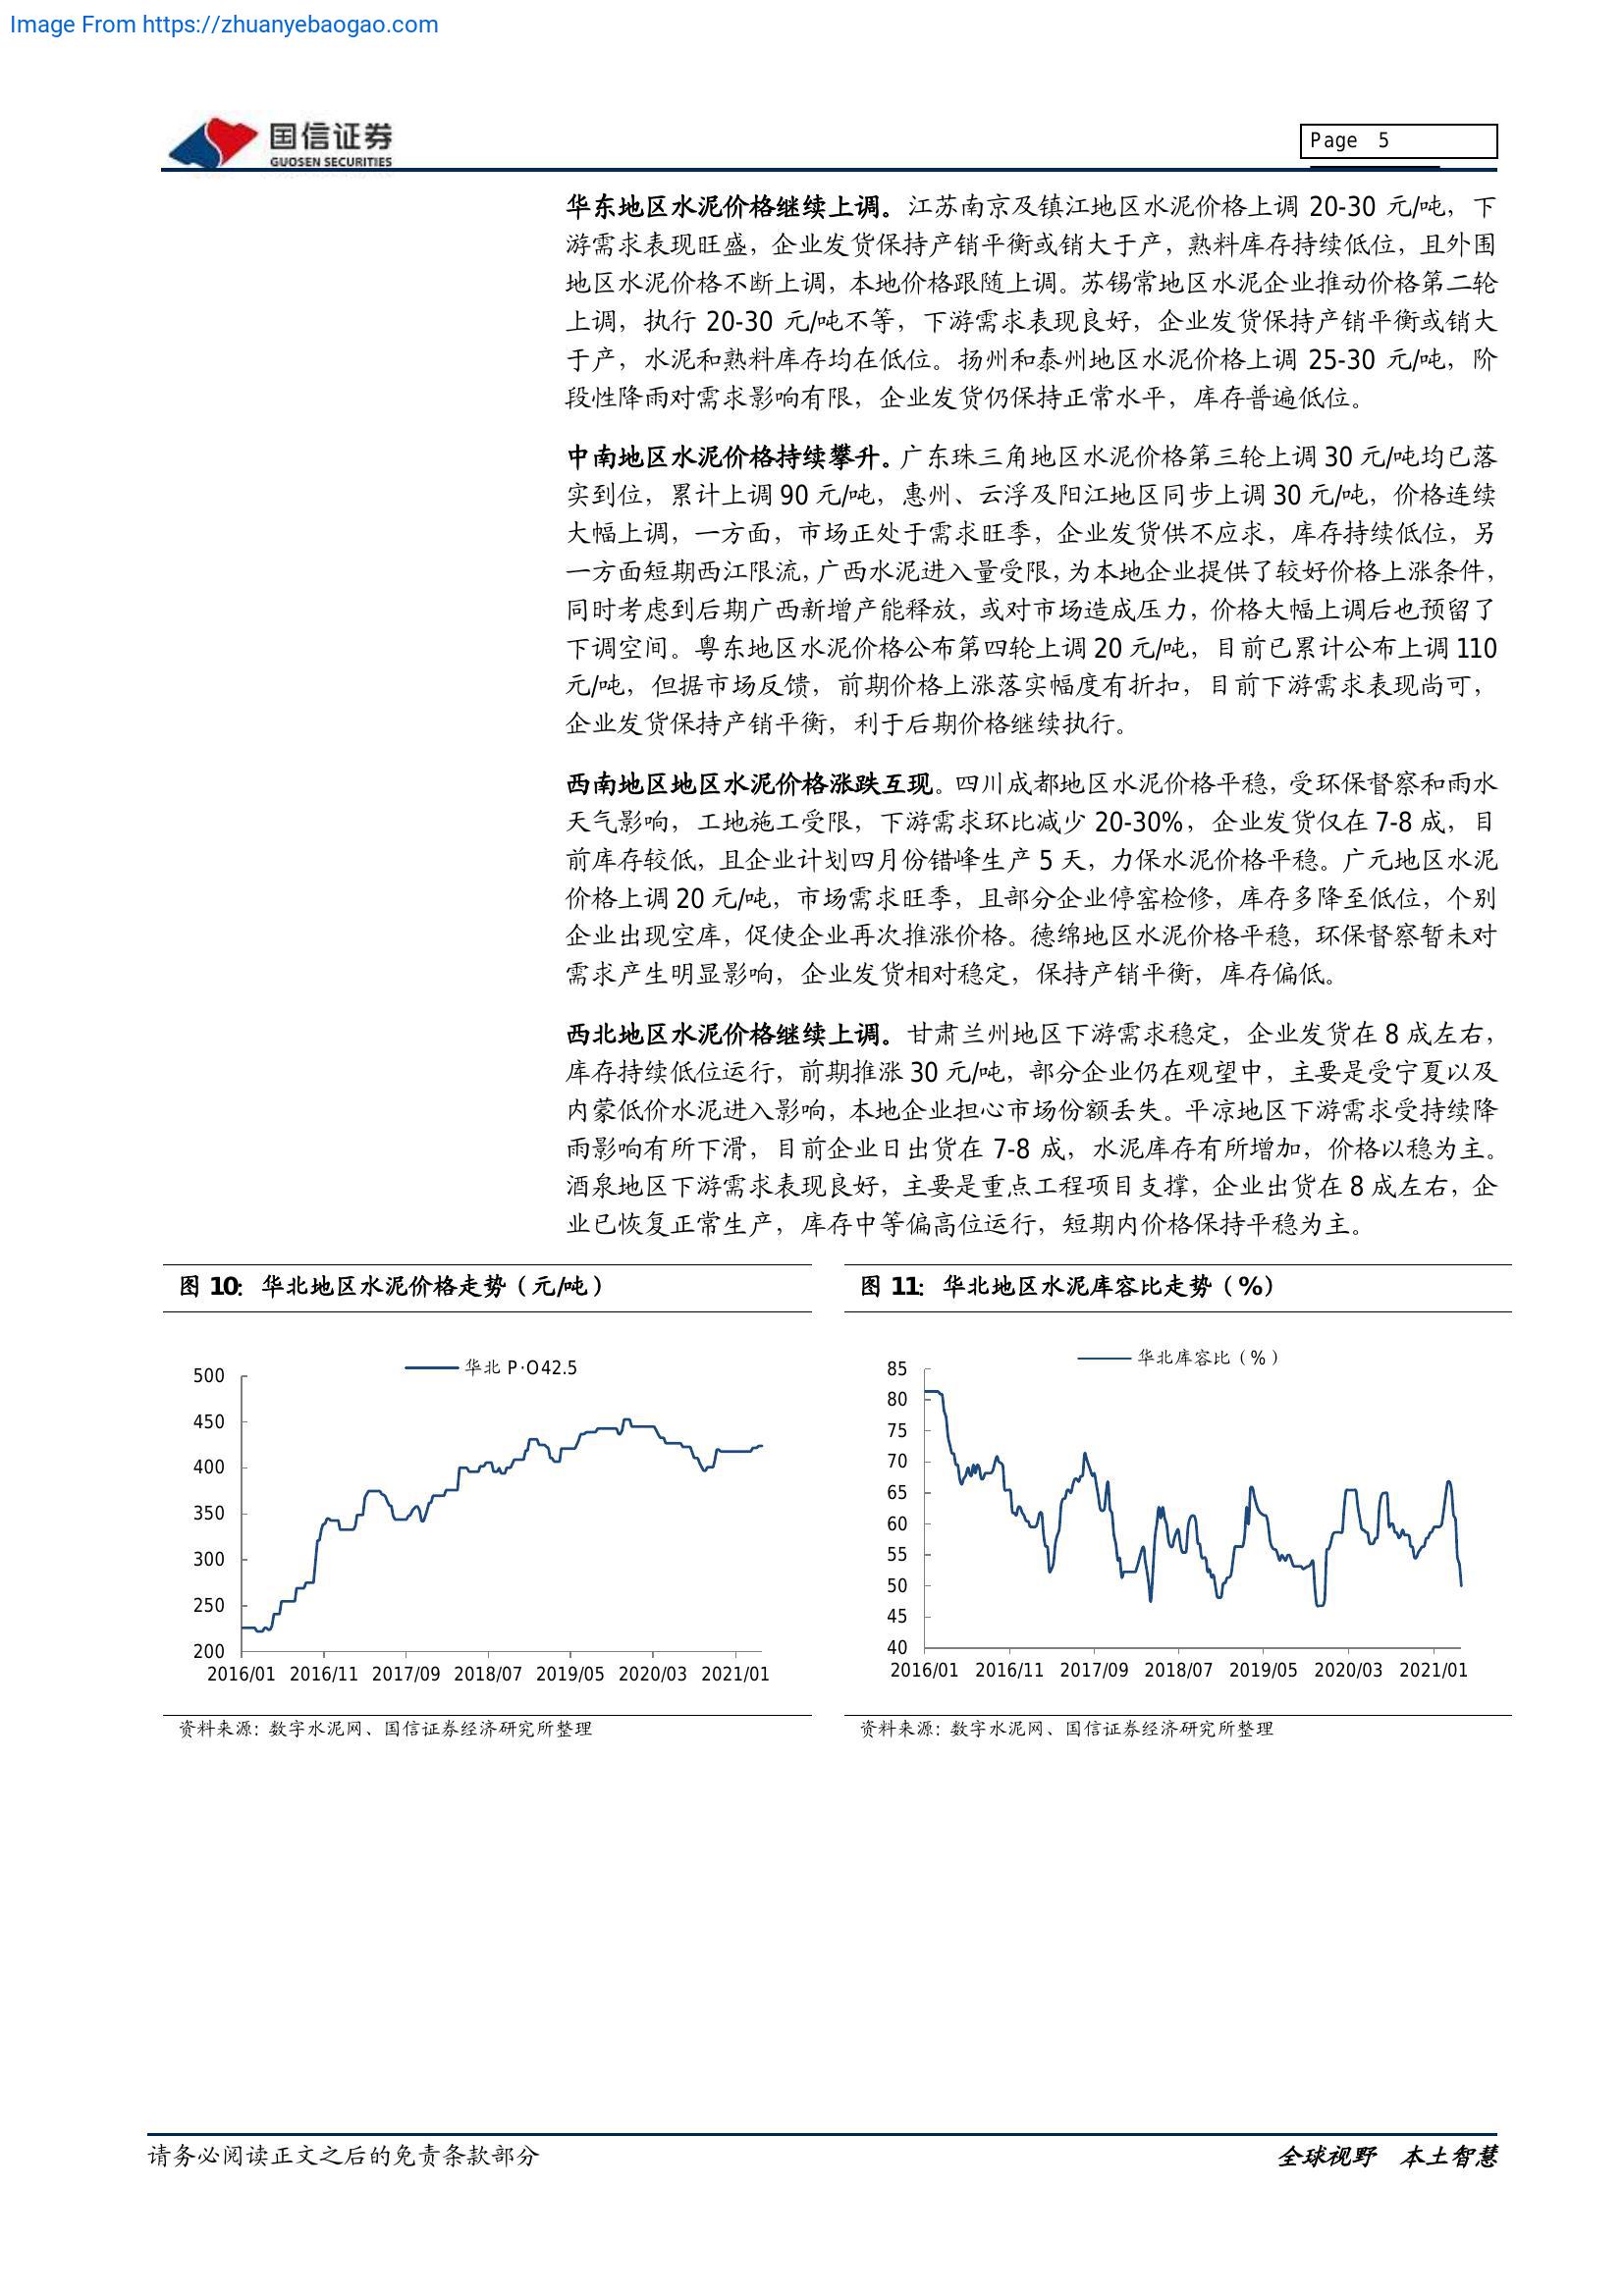 Image From https://zhuanyebaogao.com
国信证券
GUOSEN SECURITIES
Page 5
华东地区水泥价格继续上调。江苏南京及镇江地区水泥价格上调 20-30 元/吨，下
游需求表现旺盛，企业发货保持产销平衡或销大于产，熟料库存持续低位，且外围
地区水泥价格不断上调，本地价格跟随上调。苏锡常地区水泥企业推动价格第二轮
上调，执行 20-30 元/吨不等，下游需求表现良好，企业发货保持产销平衡或销大
于产，水泥和熟料库存均在低位。扬州和泰州地区水泥价格上调 25-30 元/吨，阶
段性降雨对需求影响有限，企业发货仍保持正常水平，库存普遍低位。
中南地区水泥价格持续攀升。广东珠三角地区水泥价格第三轮上调 30 元/吨均已落
实到位，累计上调 90 元/吨，惠州、云浮及阳江地区同步上调 30 元/吨，价格连续
大幅上调，一方面，市场正处于需求旺季，企业发货供不应求，库存持续低位，另
一方面短期西江限流，广西水泥进入量受限，为本地企业提供了较好价格上涨条件，
同时考虑到后期广西新增产能释放，或对市场造成压力，价格大幅上调后也预留了
下调空间。粤东地区水泥价格公布第四轮上调 20 元/吨，目前已累计公布上调 110
元/吨，但据市场反馈，前期价格上涨落实幅度有折扣，目前下游需求表现尚可，
企业发货保持产销平衡，利于后期价格继续执行。
西南地区地区水泥价格涨跌互现。四川成都地区水泥价格平稳，受环保督察和雨水
天气影响，工地施工受限，下游需求环比减少 20-30%，企业发货仅在 7-8 成，目
前库存较低，且企业计划四月份错峰生产 5 天，力保水泥价格平稳。广元地区水泥
价格上调 20 元/吨，市场需求旺季，且部分企业停窑检修，库存多降至低位，个别
企业出现空库，促使企业再次推涨价格。德绵地区水泥价格平稳，环保督察暂未对
需求产生明显影响，企业发货相对稳定，保持产销平衡，库存偏低。
西北地区水泥价格继续上调。甘肃兰州地区下游需求稳定，企业发货在 8 成左右，
库存持续低位运行，前期推涨 30 元/吨，部分企业仍在观望中，主要是受宁夏以及
内蒙低价水泥进入影响，本地企业担心市场份额丢失。平凉地区下游需求受持续降
雨影响有所下滑，目前企业日出货在 7-8 成，水泥库存有所增加，价格以稳为主。
酒泉地区下游需求表现良好，主要是重点工程项目支撑，企业出货在 8 成左右，企
业已恢复正常生产，库存中等偏高位运行，短期内价格保持平稳为主。
图 10：华北地区水泥价格走势（元/吨）
华北 P·O42.5
500
450
400
350
300
250
200
2016/01 2016/11 2017/09 2018/07 2019/05 2020/03 2021/01
资料来源：数字水泥网、国信证券经济研究所整理
图 11：华北地区水泥库容比走势（%）
华北库容比（%）
85
80
75
70
65
60
55
50
45
40
2016/01 2016/11 2017/09 2018/07 2019/05 2020/03 2021/01
资料来源：数字水泥网、国信证券经济研究所整理
请务必阅读正文之后的免责条款部分
全球视野 本土智慧